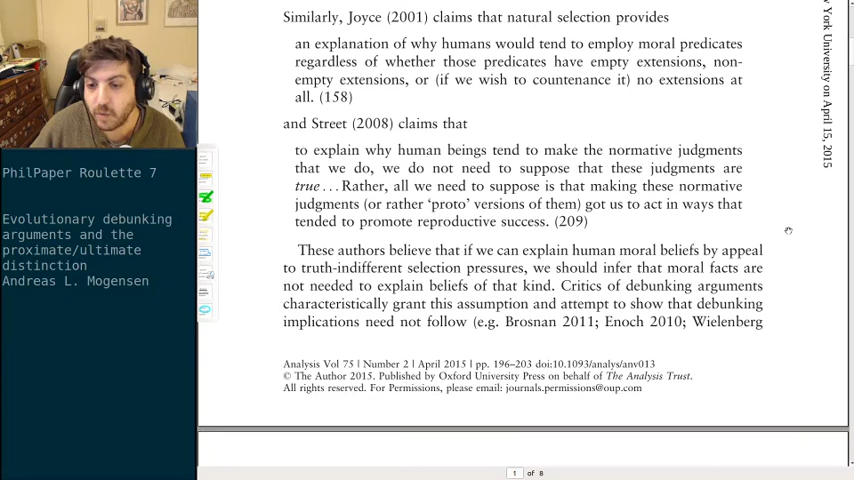 PhilPaper Roulette 7
Evolutionary debunking
arguments and the
proximate/ultimate
distinction
Andreas L. Mogensen
Similarly, Joyce (2001) claims that natural selection provides
an explanation of why humans would tend to employ moral predicates
regardless of whether those predicates have empty extensions, non-
empty extensions, or (if we wish to countenance it) no extensions at
all. (158)
and Street (2008) claims that
to explain why human beings tend to make the normative judgments
that we do, we do not need to suppose that these judgments are
true . . . Rather, all we need to suppose is that making these normative
judgments (or rather ‘proto’ versions of them) got us to act in ways that
tended to promote reproductive success. (209)
These authors believe that if we can explain human moral beliefs by appeal
to truth-indifferent selection pressures, we should infer that moral facts are
not needed to explain beliefs of that kind. Critics of debunking arguments
characteristically grant this assumption and attempt to show that debunking
implications need not follow (e.g. Brosnan 2011; Enoch 2010; Wielenberg
Analysis Vol 75 | Number 2 | April 2015 | pp. 196–203 doi:10.1093/analys/anv013
© The Author 2015. Published by Oxford University Press on behalf of The Analysis Trust.
All rights reserved. For Permissions, please email: journals.permissions@oup.com
York University on April 15, 2015
1 of 8